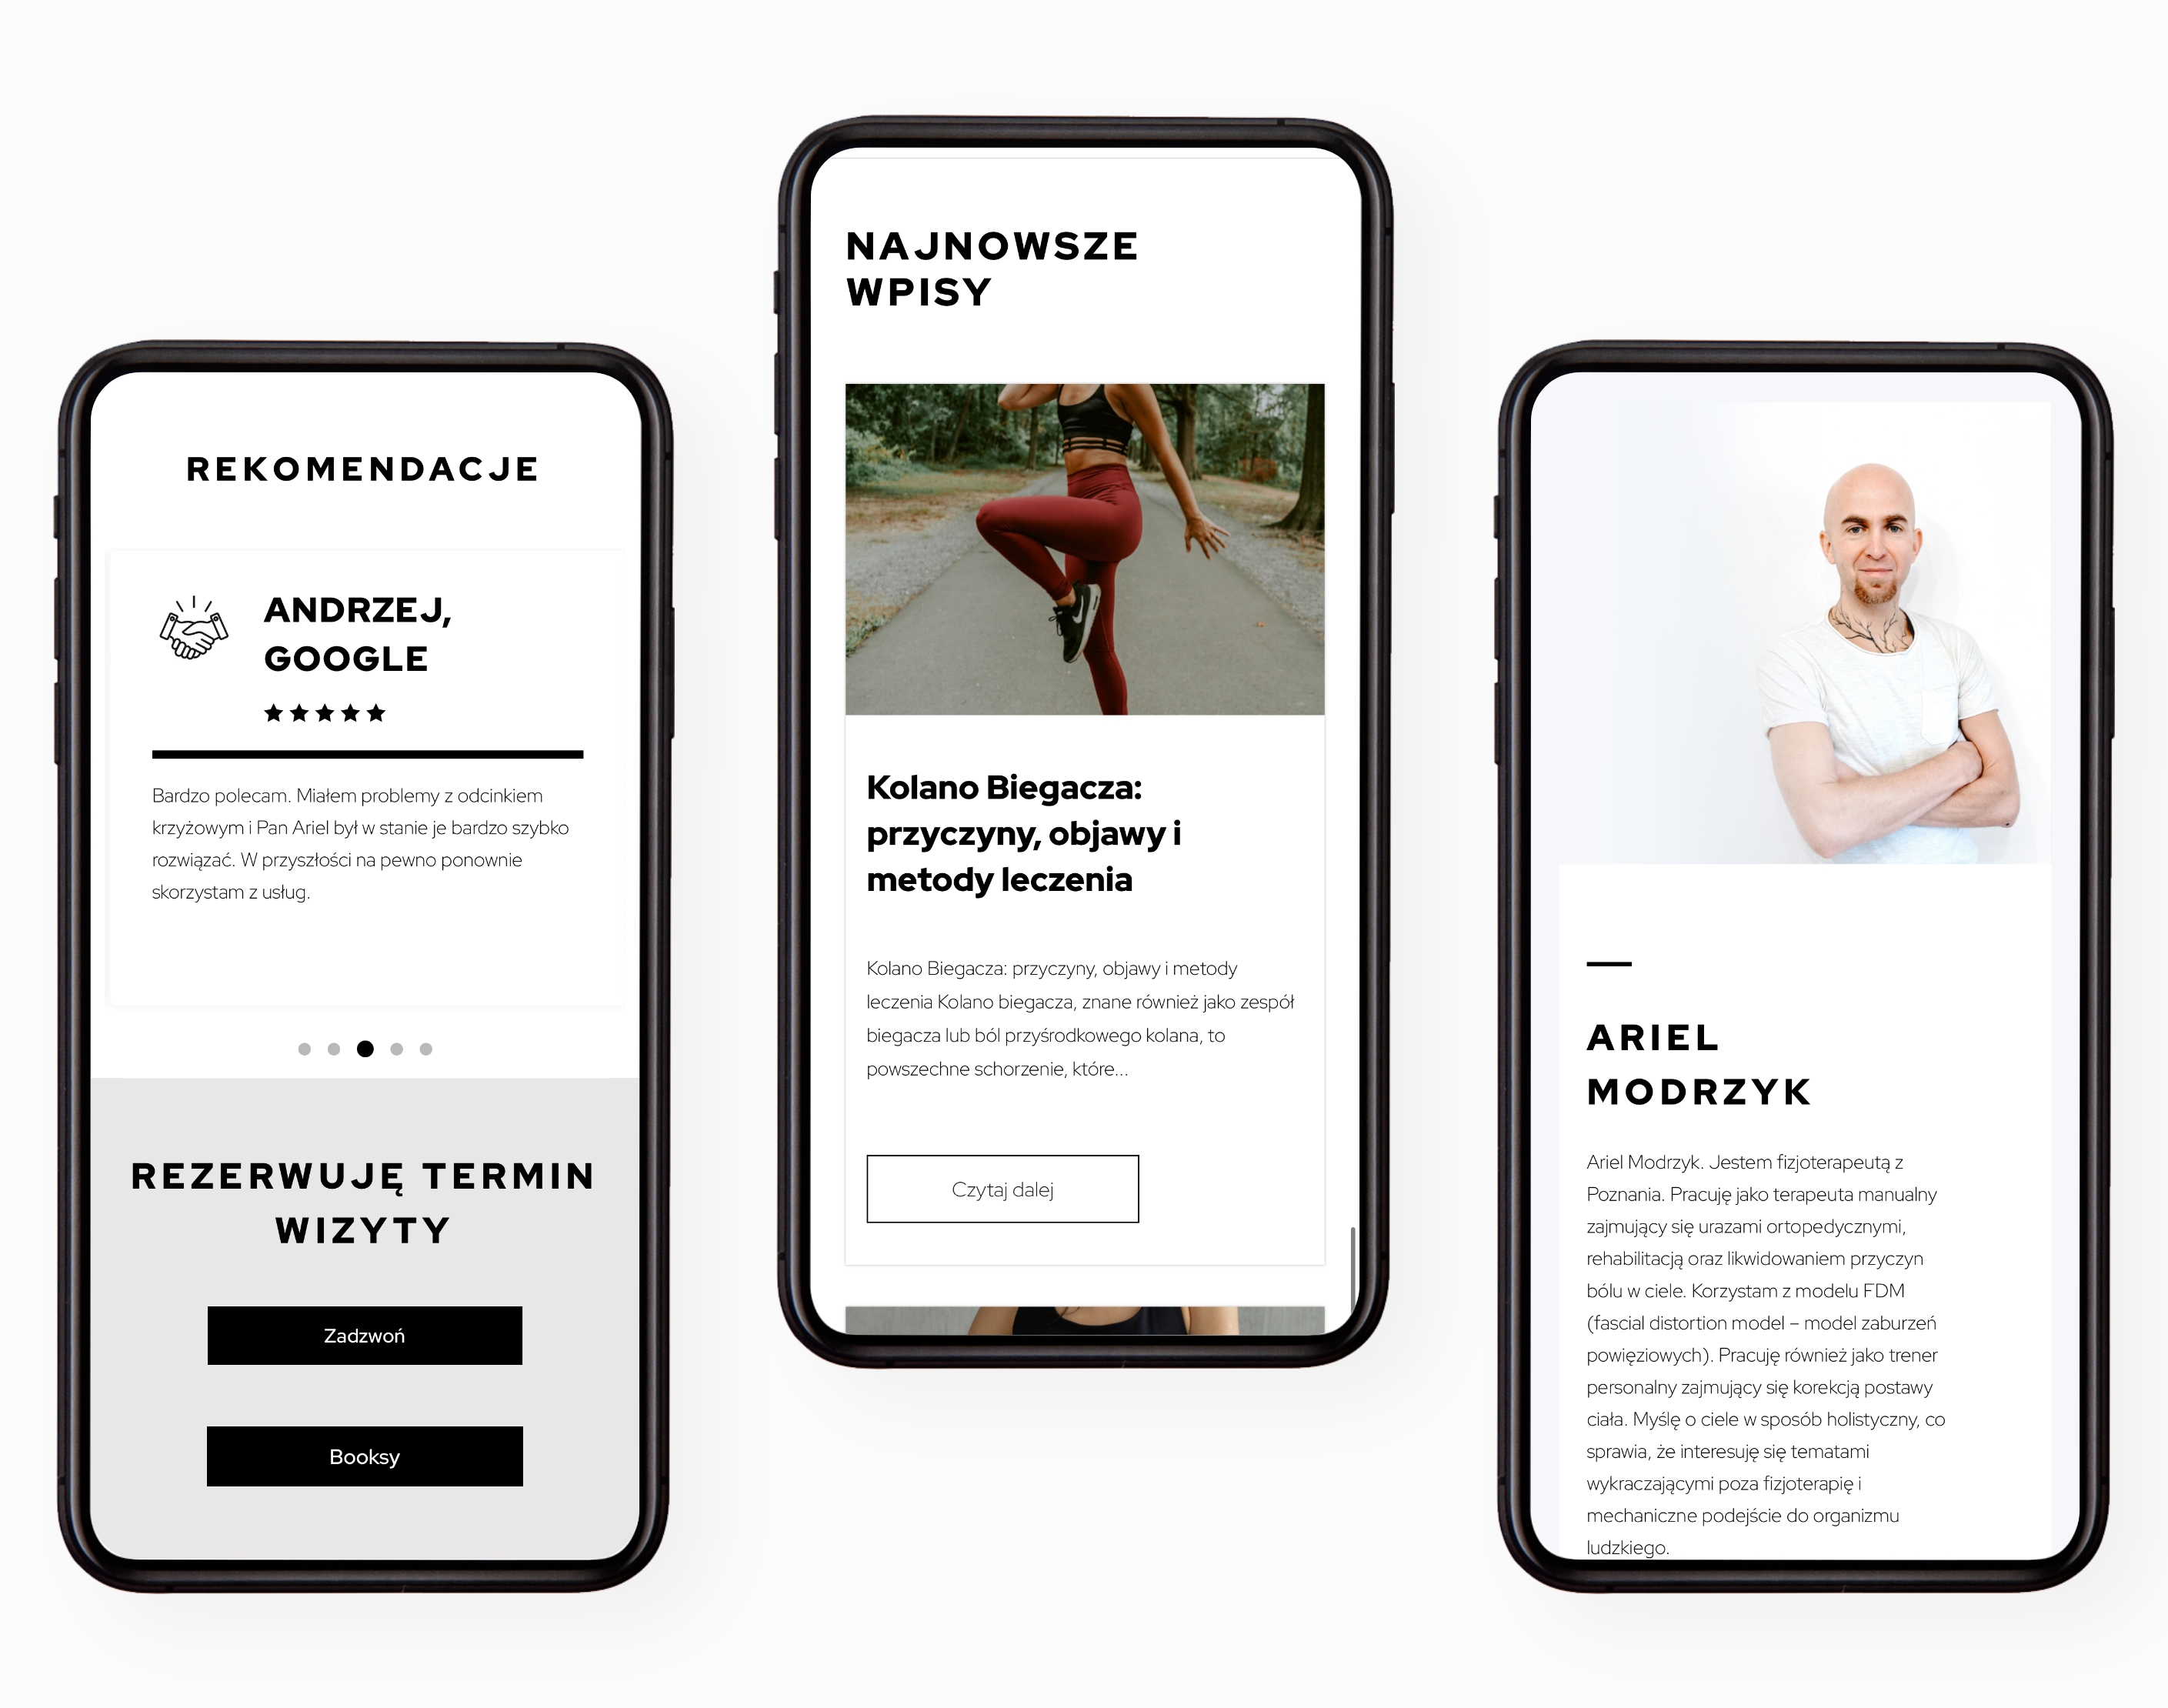 REKOMENDACJE
ANDRZEJ,
GOOGLE
Bardzo polecam. Miałem problemy z odcinkiem
krzyżowym i Pan Ariel był w stanie je bardzo szybko
rozwiązać. W przyszłości na pewno ponownie
skorzystam z usług.
REZERWUJĘ TERMIN
WIZYTY
Zadzwoń
Booksy
NAJNOWSZE
WPISY
Kolano Biegacza:
przyczyny, objawy i
metody leczenia
Kolano Biegacza: przyczyny, objawy i metody
leczenia Kolano biegacza, znane również jako zespół
biegacza lub ból przyśrodkowego kolana, to
powszechne schorzenie, które...
Czytaj dalej
ARIEL
MODRZYK
Ariel Modrzyk. Jestem fizjoterapeutą z
Poznania. Pracuję jako terapeuta manualny
zajmujący się urazami ortopedycznymi,
rehabilitacją oraz likwidowaniem przyczyn
bólu w ciele. Korzystam z modelu FDM
(fascial distortion model – model zaburzeń
powięziowych). Pracuję również jako trener
personalny zajmujący się korekcją postawy
ciała. Myślę o ciele w sposób holistyczny, co
sprawia, że interesuję się tematami
wykraczającymi poza fizjoterapię i
mechaniczne podejście do organizmu
ludzkiego.